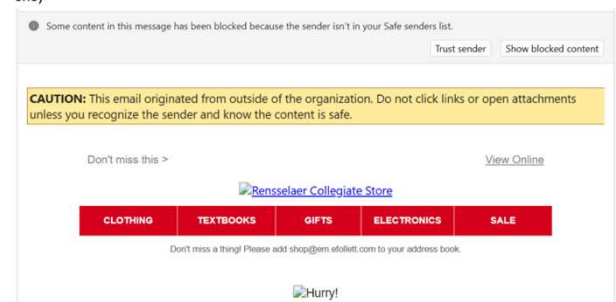 Some content in this message has been blocked because the sender isn't in your Safe senders list.
Trust sender Show blocked content
CAUTION: This email originated from outside of the organization. Do not click links or open attachments
unless you recognize the sender and know the content is safe.
Don't miss this > View Online
Rensselaer Collegiate Store
CLOTHING TEXTBOOKS GIFTS ELECTRONICS SALE
Don't miss a thing! Please add shop@em.efollett.com to your address book.
Hurry!